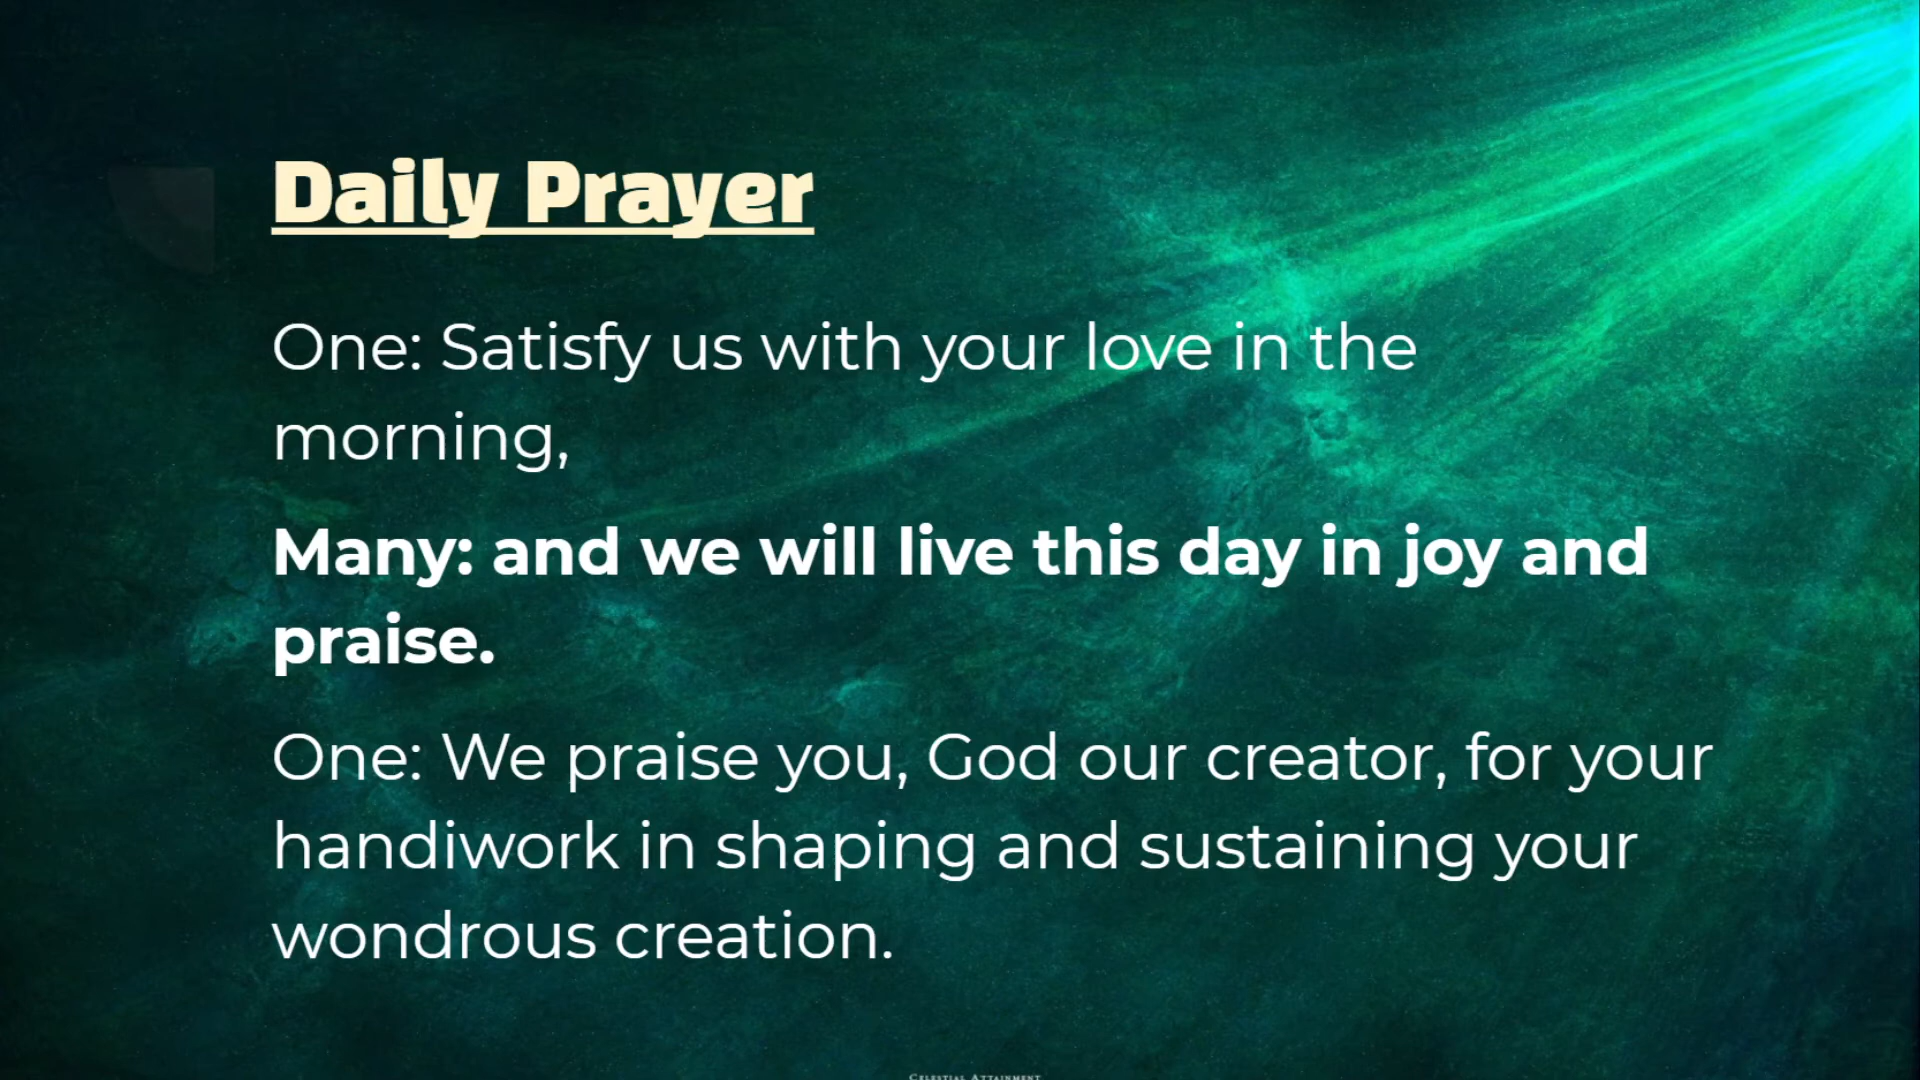 Daily Prayer
One: Satisfy us with your love in the
morning,
Many: and we will live this day in joy and
praise.
One: We praise you, God our creator, for your
handiwork in shaping and sustaining your
wondrous creation.
Celestial Attainment